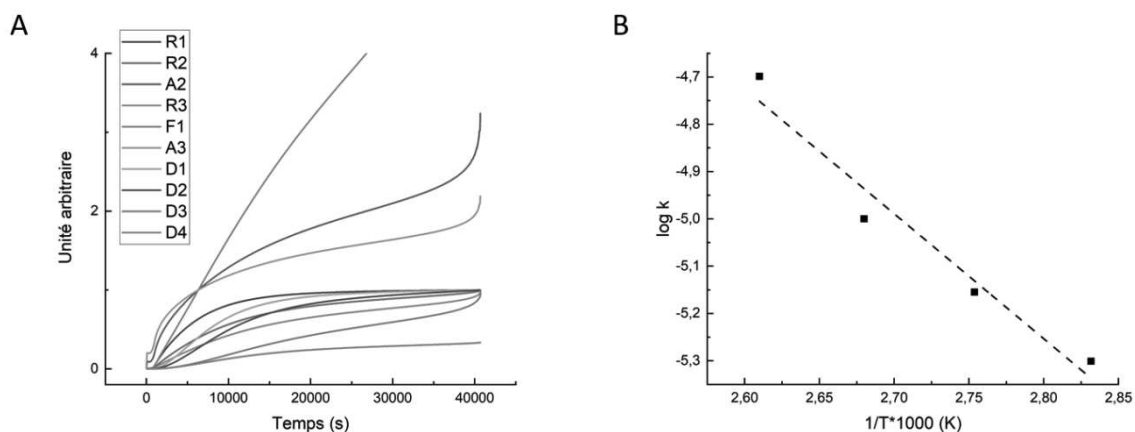 A
R1
R2
A2
R3
F1
A3
D1
D2
D3
D4
Unité arbitraire
4
2
0
0
10000
20000
30000
40000
Temps (s)
B
log k
-4,7
-4,8
-4,9
-5,0
-5,1
-5,2
-5,3
2,60
2,65
2,70
2,75
2,80
2,85
1/T*1000 (K)